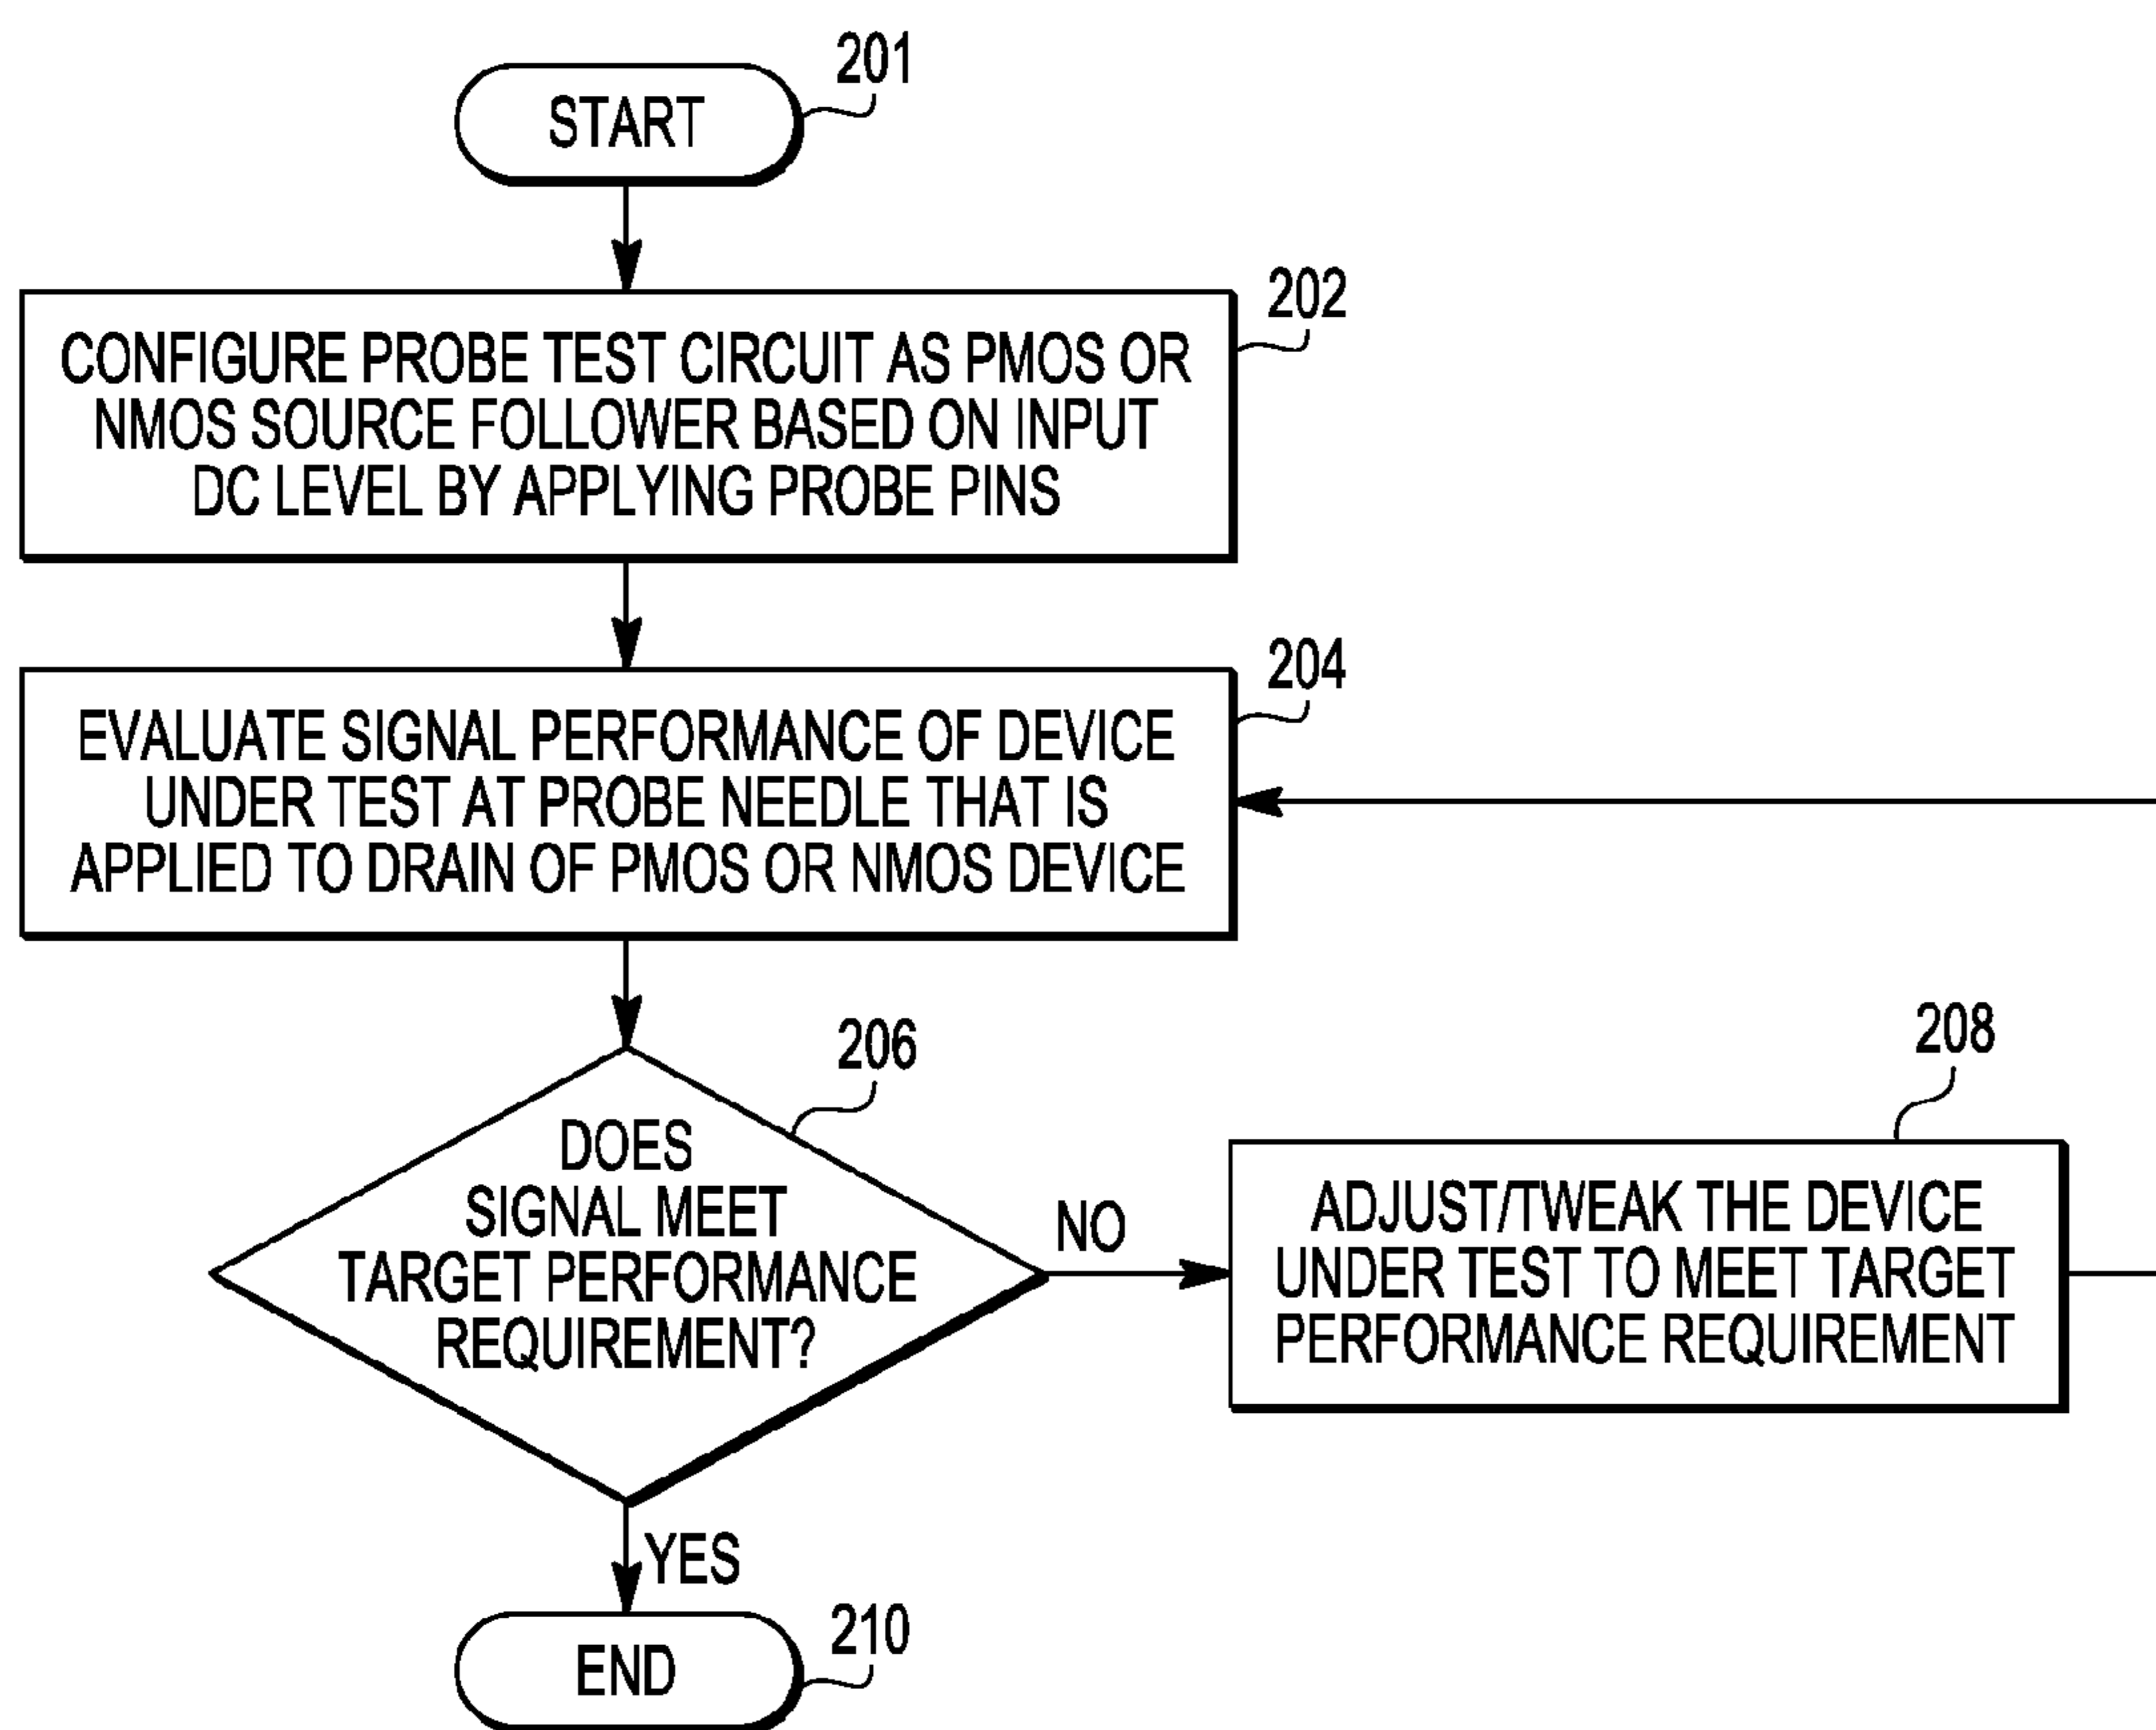 201
START
202
CONFIGURE PROBE TEST CIRCUIT AS PMOS OR
NMOS SOURCE FOLLOWER BASED ON INPUT
DC LEVEL BY APPLYING PROBE PINS
204
EVALUATE SIGNAL PERFORMANCE OF DEVICE
UNDER TEST AT PROBE NEEDLE THAT IS
APPLIED TO DRAIN OF PMOS OR NMOS DEVICE
206
DOES
SIGNAL MEET
TARGET PERFORMANCE
REQUIREMENT?
NO
208
ADJUST/TWEAK THE DEVICE
UNDER TEST TO MEET TARGET
PERFORMANCE REQUIREMENT
YES
210
END